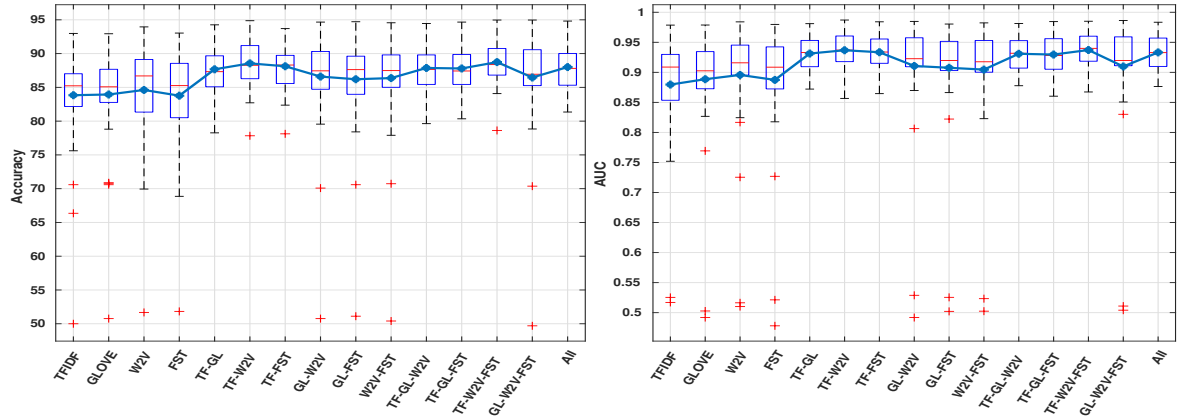 95
90
85
80
75
70
65
60
55
50
Accuracy
TFIDF
GLOVE
W2V
FST
TF-GL
TF-W2V
TF-FST
GL-W2V
GL-FST
W2V-FST
TF-GL-W2V
TF-GL-FST
TF-W2V-FST
GL-W2V-FST
All
1
0.95
0.9
0.85
0.8
0.75
0.7
0.65
0.6
0.55
0.5
AUC
TFIDF
GLOVE
W2V
FST
TF-GL
TF-W2V
TF-FST
GL-W2V
GL-FST
W2V-FST
TF-GL-W2V
TF-GL-FST
TF-W2V-FST
GL-W2V-FST
All